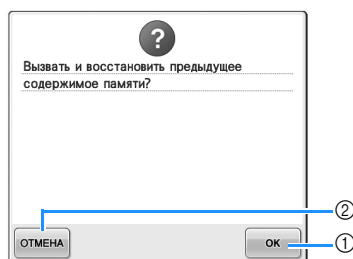 ?
Вызвать и восстановить предыдущее
содержимое памяти?
②
ОТМЕНА
OK
①